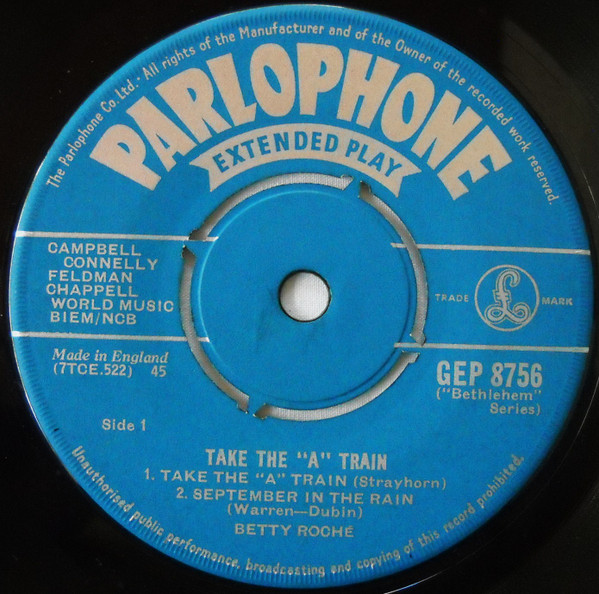 The Parlophone Co. Ltd. · All rights of the Manufacturer and of the Owner of the recorded work reserved.
PARLOPHONE
EXTENDED PLAY
CAMPBELL
CONNELLY
FELDMAN
CHAPPELL
WORLD MUSIC
BIEM/NCB
TRADE £ MARK
Made in England
(7TCE.522) 45
GEP 8756
("Bethlehem"
Series)
Side 1
TAKE THE "A" TRAIN
1. TAKE THE "A" TRAIN (Strayhorn)
2. SEPTEMBER IN THE RAIN
(Warren—Dubin)
BETTY ROCHÉ
Unauthorised public performance, broadcasting and copying of this record prohibited.